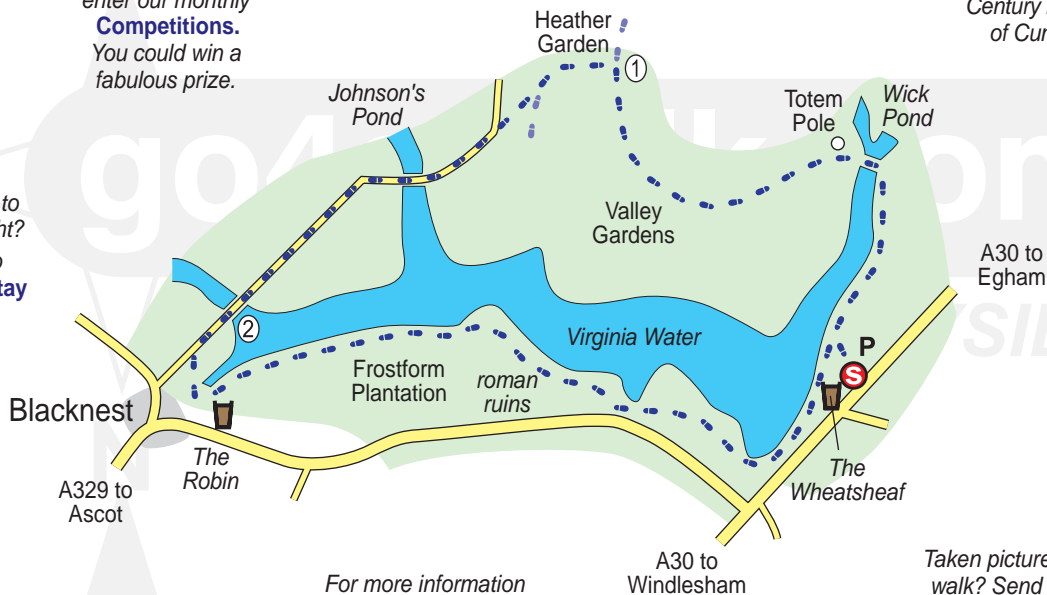 enter our monthly
Competitions.
You could win a
fabulous prize.
Heather
Garden
1
Century
of
Johnson's
Pond
Totem
Pole
Wick
Pond
to
Valley
Gardens
A30 to
Egham
2
Virginia Water
P
S
Frostform
Plantation
roman
ruins
Blacknest
The
Robin
The
Wheatsheaf
A329 to
Ascot
A30 to
Windlesham
For more information
Taken
walk? Send
N